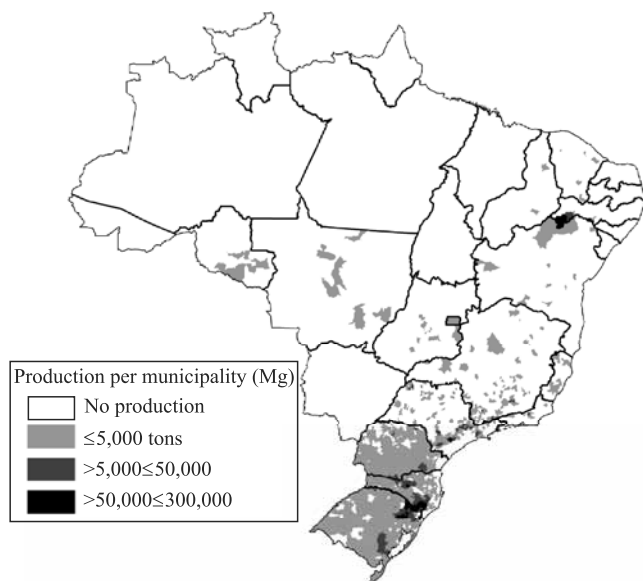 Production per municipality (Mg)
No production
≤5,000 tons
>5,000≤50,000
>50,000≤300,000